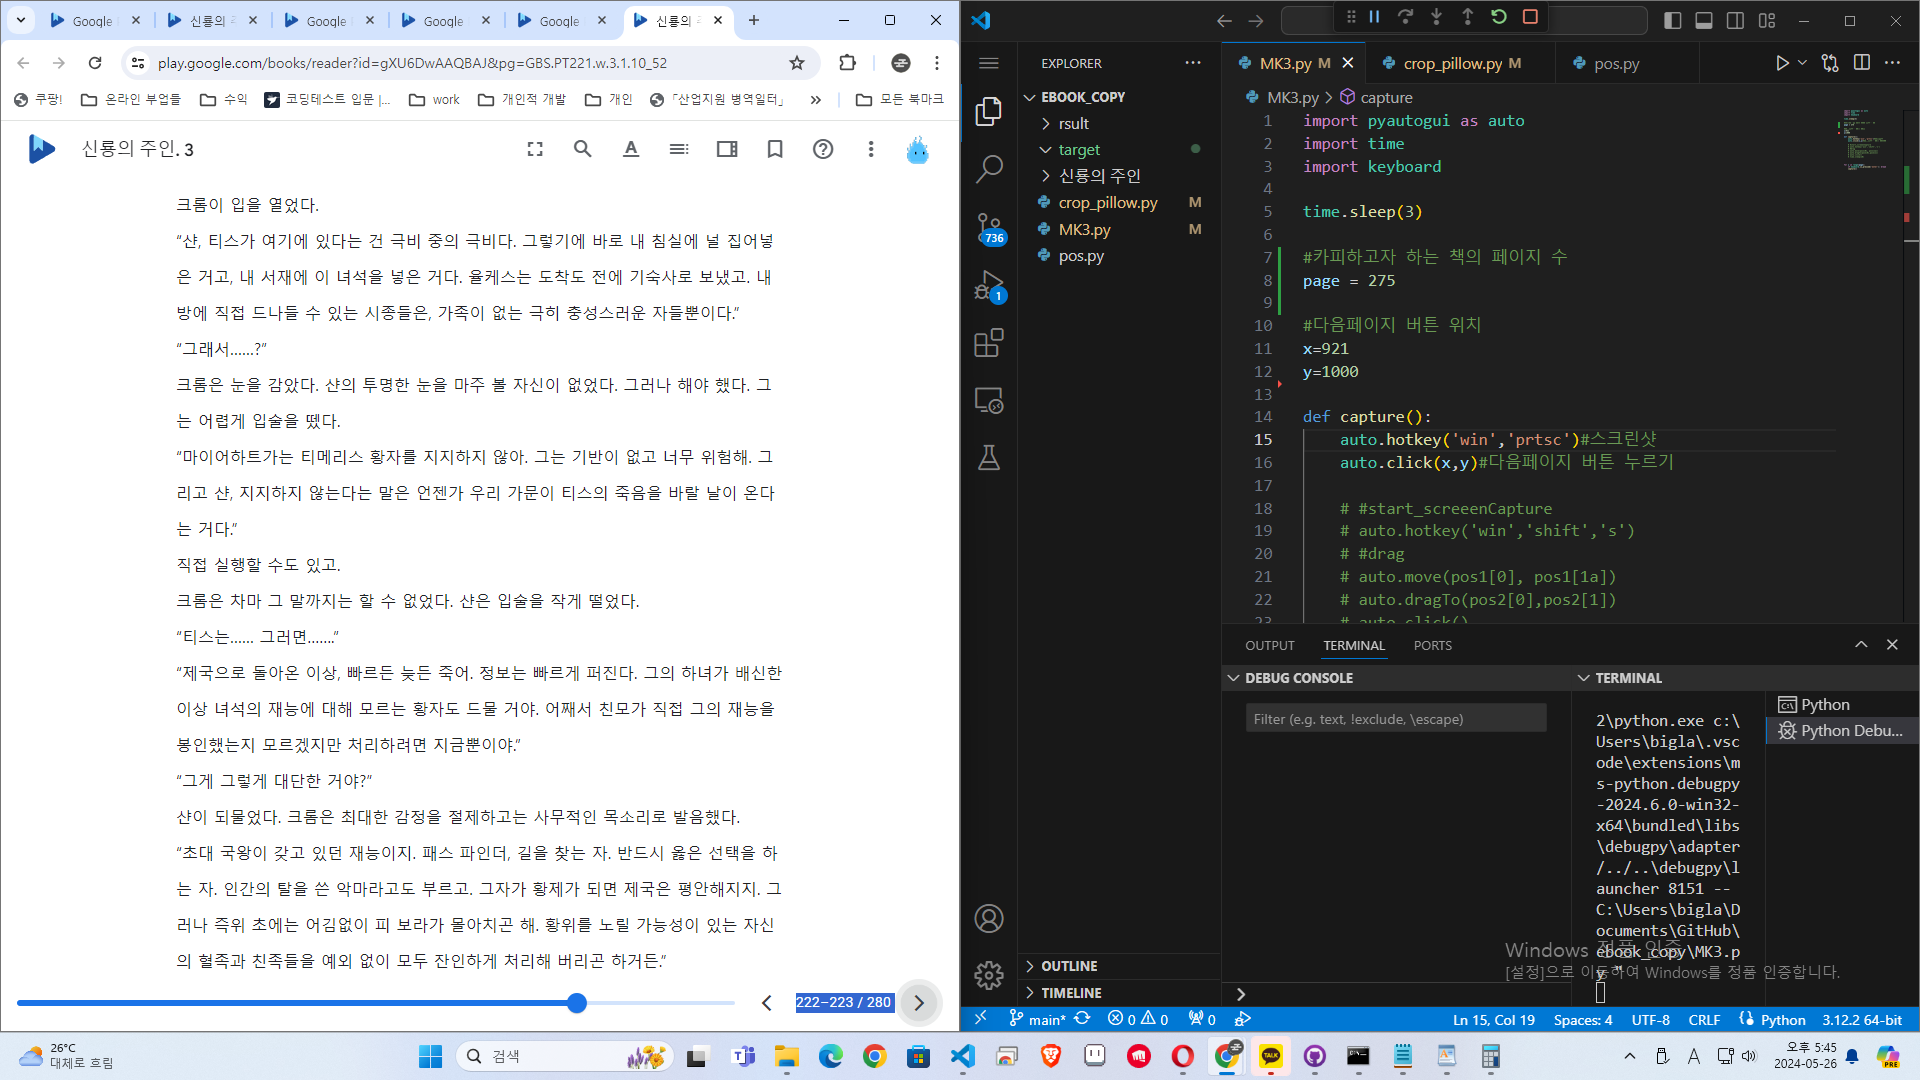 Google
신룡의 주
Google
Google
Google
신룡의 주
play.google.com/books/reader?id=gXU6DwAAQBAJ&pg=GBS.PT221.w.3.1.10_52
쿠팡!
온라인 부업들
수익
코딩테스트 입문 |...
work
개인적 개발
개인
「산업지원 병역일터」
모든 북마크
신룡의 주인. 3
크롬이 입을 열었다.
“샨, 티스가 여기에 있다는 건 극비 중의 극비다. 그렇기에 바로 내 침실에 널 집어넣
은 거고, 내 서재에 이 녀석을 넣은 거다. 율케스는 도착도 전에 기숙사로 보냈고. 내
방에 직접 드나들 수 있는 시종들은, 가족이 없는 극히 충성스러운 자들뿐이다.”
“그래서……?”
크롬은 눈을 감았다. 샨의 투명한 눈을 마주 볼 자신이 없었다. 그러나 해야 했다. 그
는 어렵게 입술을 뗐다.
“마이어하트가는 티메리스 황자를 지지하지 않아. 그는 기반이 없고 너무 위험해. 그
리고 샨, 지지하지 않는다는 말은 언젠가 우리 가문이 티스의 죽음을 바랄 날이 온다
는 거다.”
직접 실행할 수도 있고.
크롬은 차마 그 말까지는 할 수 없었다. 샨은 입술을 작게 떨었다.
“티스는…… 그러면…….”
“제국으로 돌아온 이상, 빠르든 늦든 죽어. 정보는 빠르게 퍼진다. 그의 하녀가 배신한
이상 녀석의 재능에 대해 모르는 황자도 드물 거야. 어째서 친모가 직접 그의 재능을
봉인했는지 모르겠지만 처리하려면 지금뿐이야.”
“그게 그렇게 대단한 거야?”
샨이 되물었다. 크롬은 최대한 감정을 절제하고는 사무적인 목소리로 발음했다.
“초대 국왕이 갖고 있던 재능이지. 패스 파인더, 길을 찾는 자. 반드시 옳은 선택을 하
는 자. 인간의 탈을 쓴 악마라고도 부르고. 그자가 황제가 되면 제국은 평안해지지. 그
러나 즉위 초에는 어김없이 피 보라가 몰아치곤 해. 황위를 노릴 가능성이 있는 자신
의 혈족과 친족들을 예외 없이 모두 잔인하게 처리해 버리곤 하거든.”
222–223 / 280
EXPLORER
EBOOK_COPY
rsult
target
신룡의 주인
crop_pillow.py M
MK3.py M
pos.py
736
1
OUTLINE
TIMELINE
MK3.py M
crop_pillow.py M
pos.py
MK3.py
capture
1 import pyautogui as auto
2 import time
3 import keyboard
4
5 time.sleep(3)
6
7 #카피하고자 하는 책의 페이지 수
8 page = 275
9
10 #다음페이지 버튼 위치
11 x=921
12 y=1000
13
14 def capture():
15 auto.hotkey('win','prtsc')#스크린샷
16 auto.click(x,y)#다음페이지 버튼 누르기
17
18 # #start_screeenCapture
19 # auto.hotkey('win','shift','s')
20 # #drag
21 # auto.move(pos1[0], pos1[1a])
22 # auto.dragTo(pos2[0],pos2[1])
23 # auto.click()
OUTPUT
TERMINAL
PORTS
DEBUG CONSOLE
Filter (e.g. text, !exclude, \escape)
TERMINAL
2\python.exe c:\
Users\bigla\.vsc
ode\extensions\m
s-python.debugpy
-2024.6.0-win32-
x64\bundled\libs
\debugpy\adapter
/../..\debugpy\l
auncher 8151 --
C:\Users\bigla\D
ocuments\GitHub\
ebook_copy\MK3.p
y "
Python
Python Debu...
Windows 정품 인증
[설정]으로 이동하여 Windows를 정품 인증합니다.
main*
0 0
0
Ln 15, Col 19
Spaces: 4
UTF-8
CRLF
Python
3.12.2 64-bit
26°C
대체로 흐림
검색
TALK
A
오후 5:45
2024-05-26
PRE